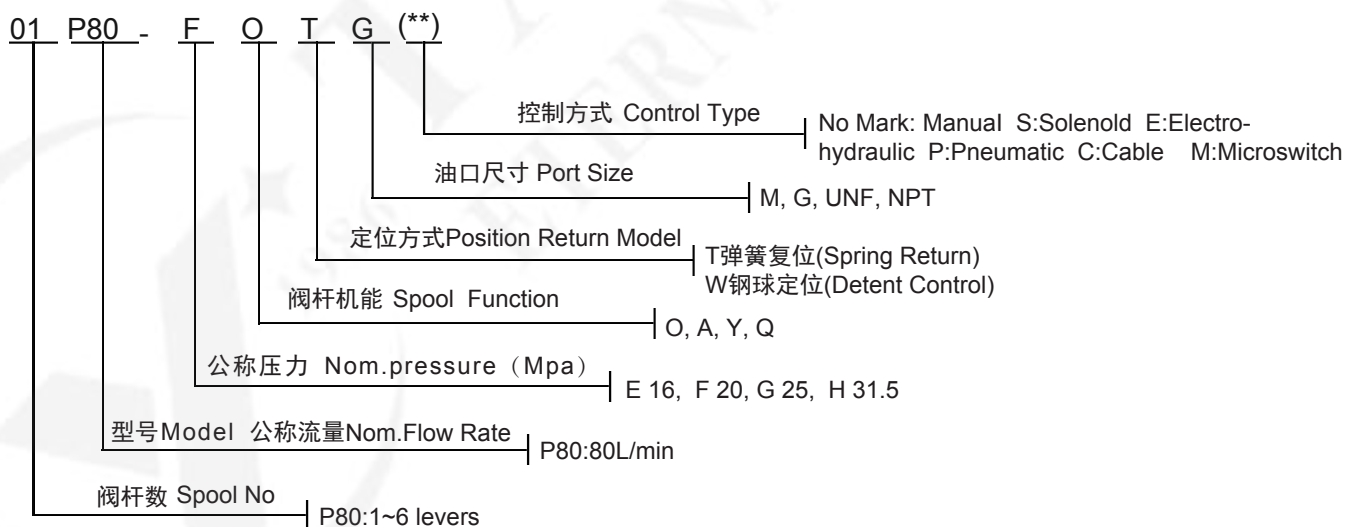 01 P80 - F O T G (**)
控制方式 Control Type
No Mark: Manual S:Solenold E:Electro-
hydraulic P:Pneumatic C:Cable M:Microswitch
油口尺寸 Port Size
M, G, UNF, NPT
定位方式Position Return Model
T弹簧复位(Spring Return)
W钢球定位(Detent Control)
阀杆机能 Spool Function
O, A, Y, Q
公称压力 Nom.pressure（Mpa）
E 16, F 20, G 25, H 31.5
型号Model 公称流量Nom.Flow Rate
P80:80L/min
阀杆数 Spool No
P80:1~6 levers